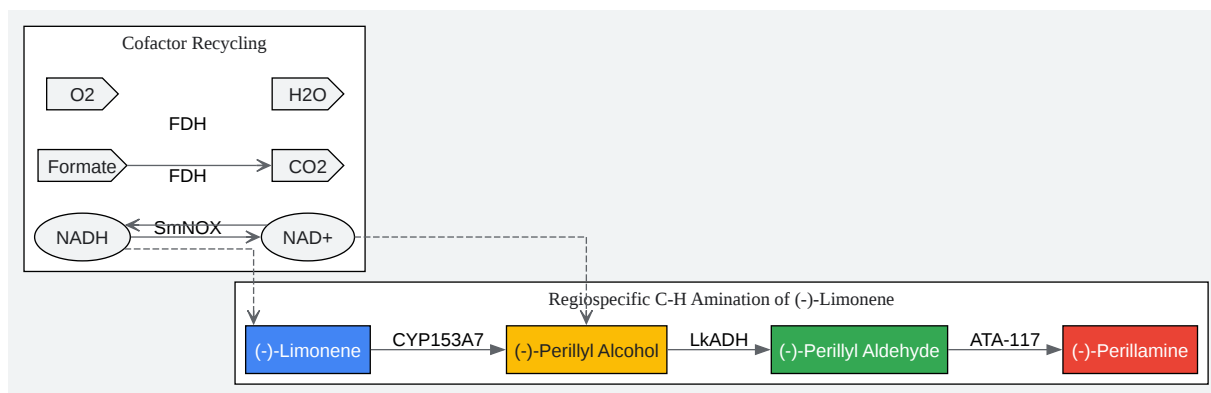 Cofactor Recycling
O2
H2O
FDH
Formate
CO2
FDH
NADH
SmNOX
NAD+
Regiospecific C-H Amination of (-)-Limonene
(-)-Limonene
CYP153A7
(-)-Perillyl Alcohol
LkADH
(-)-Perillyl Aldehyde
ATA-117
(-)-Perillamine